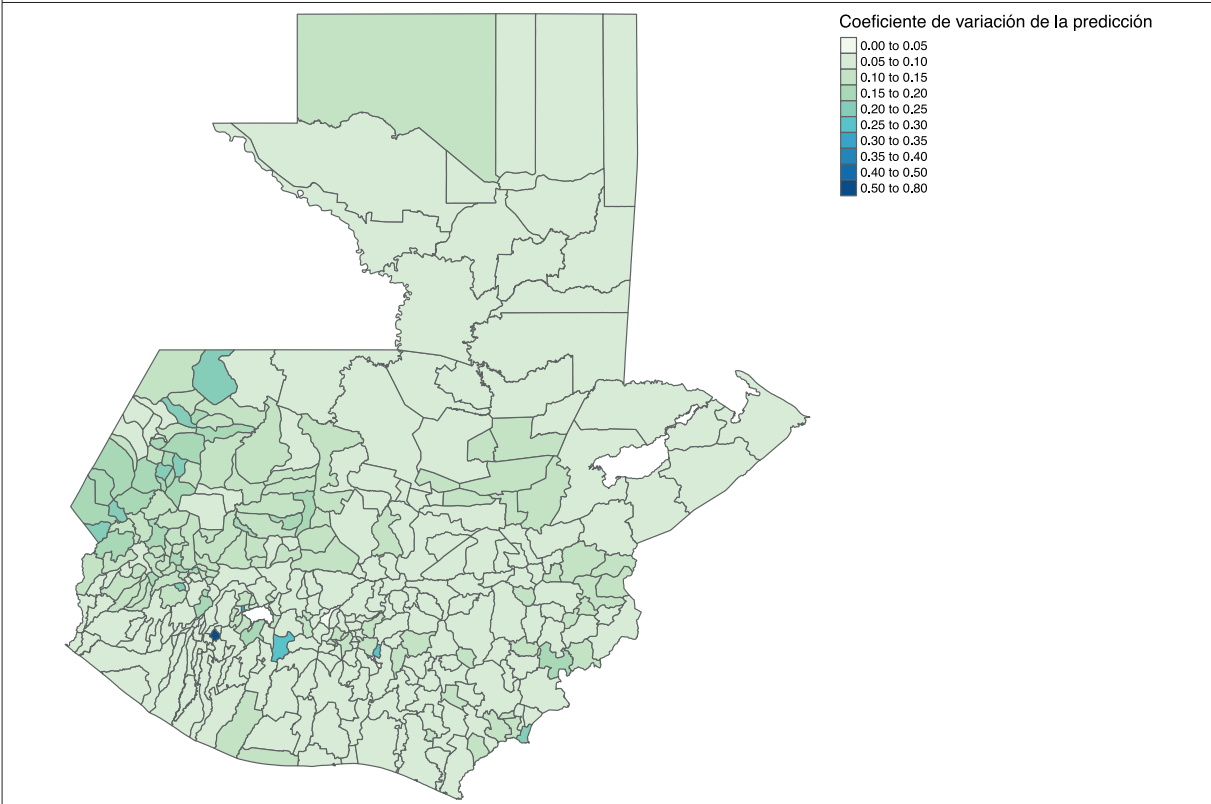 Coeficiente de variación de la predicción
0.00 to 0.05
0.05 to 0.10
0.10 to 0.15
0.15 to 0.20
0.20 to 0.25
0.25 to 0.30
0.30 to 0.35
0.35 to 0.40
0.40 to 0.50
0.50 to 0.80